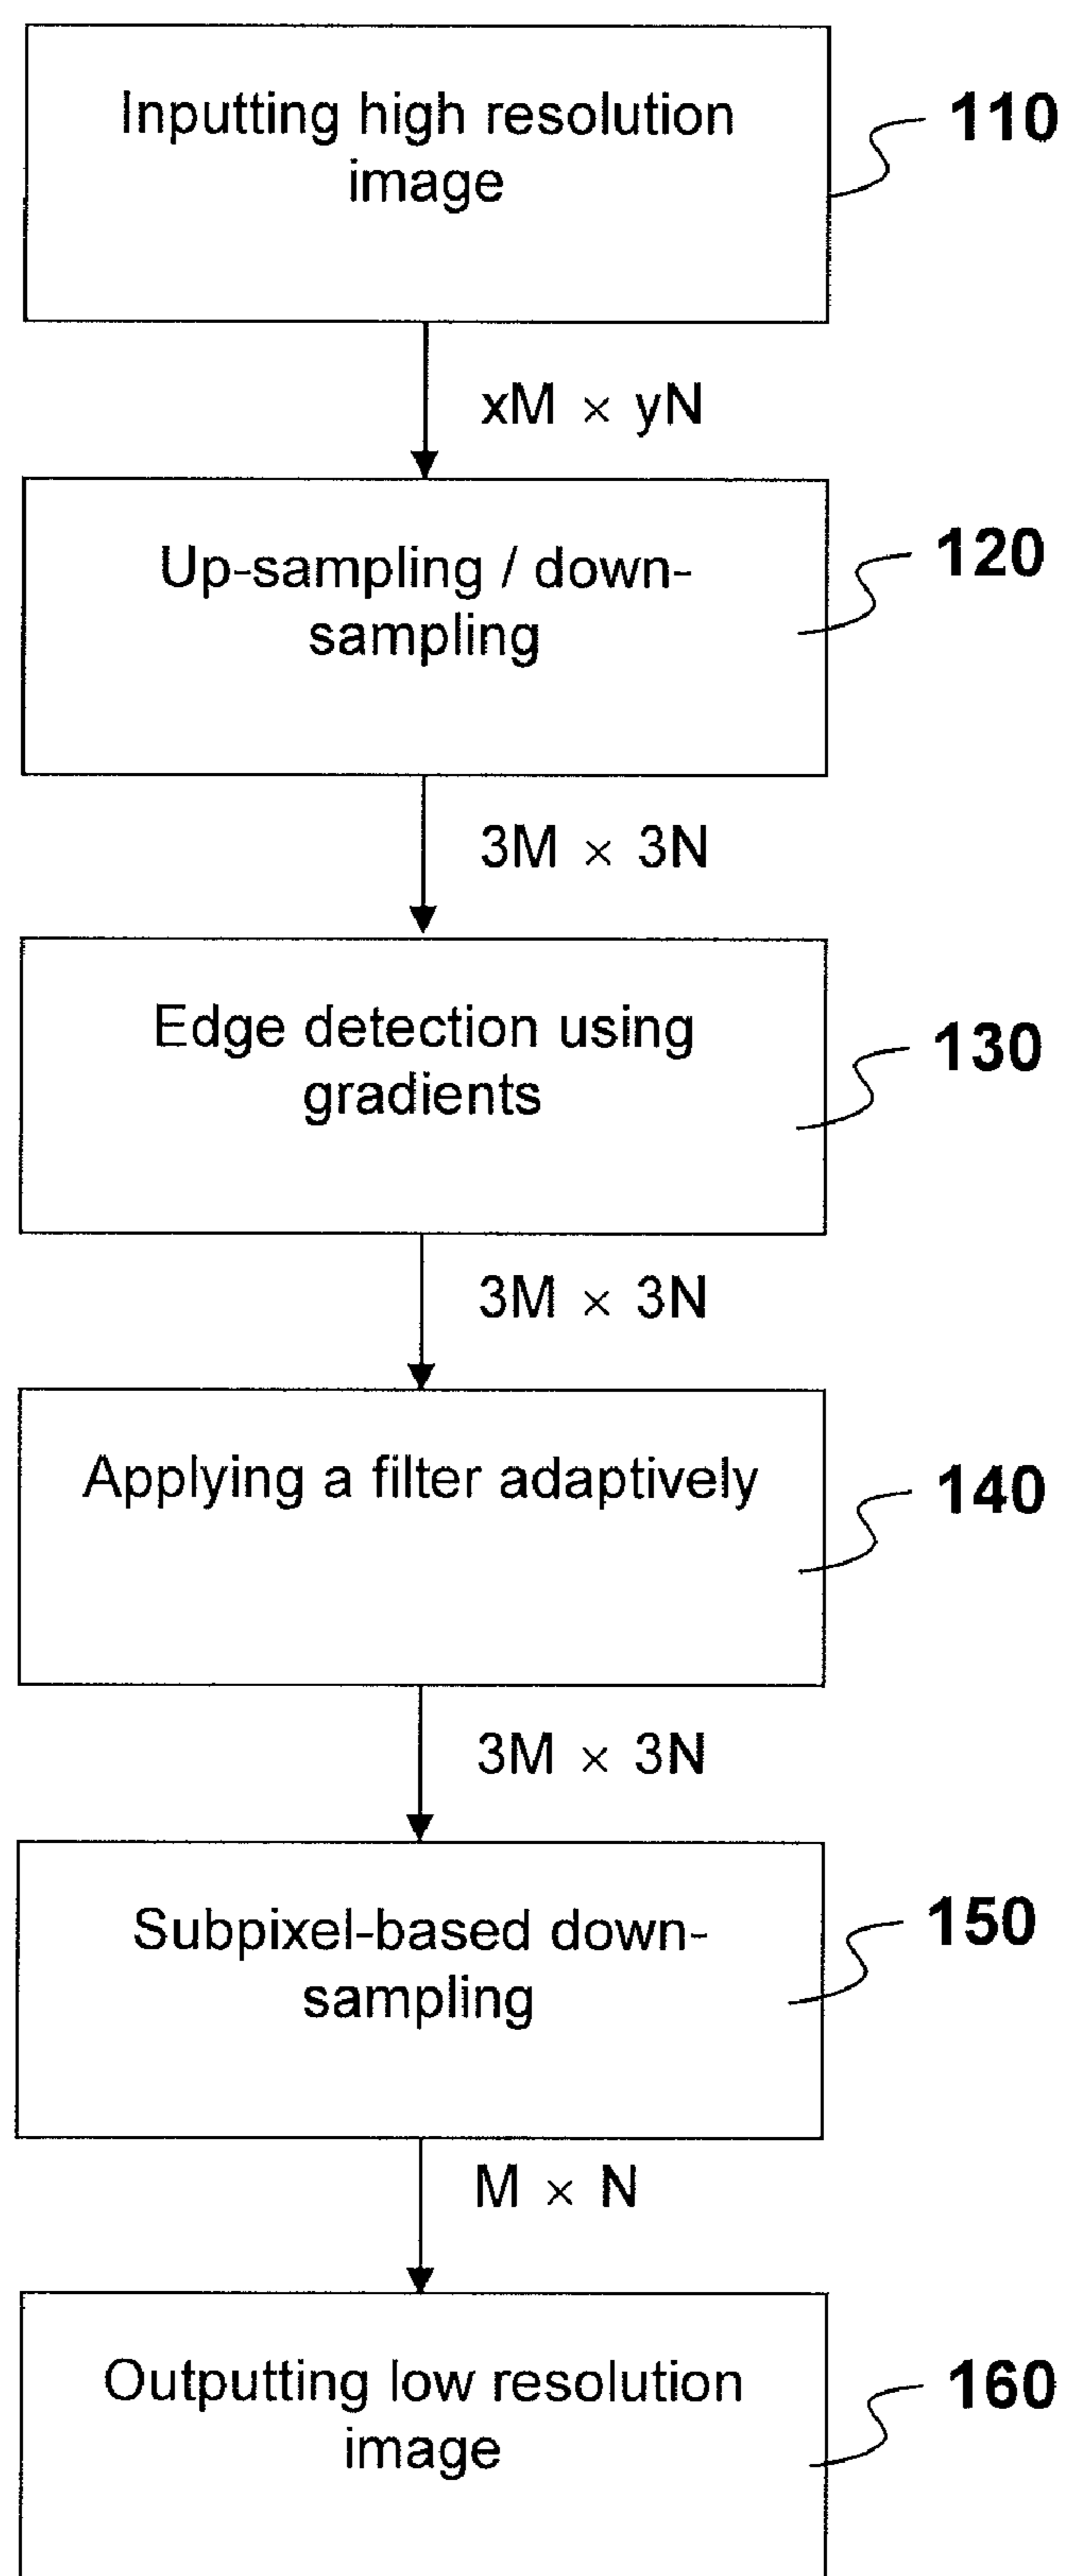 Inputting high resolution
image
110
xM × yN
Up-sampling / down-
sampling
120
3M × 3N
Edge detection using
gradients
130
3M × 3N
Applying a filter adaptively
140
3M × 3N
Subpixel-based down-
sampling
150
M × N
Outputting low resolution
image
160